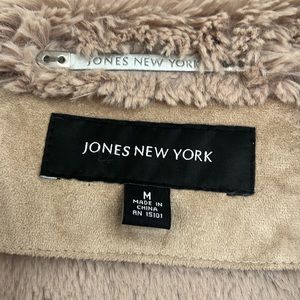 JONES NEW YORK
JONES NEW YORK
M
MADE IN
CHINA
RN 15101